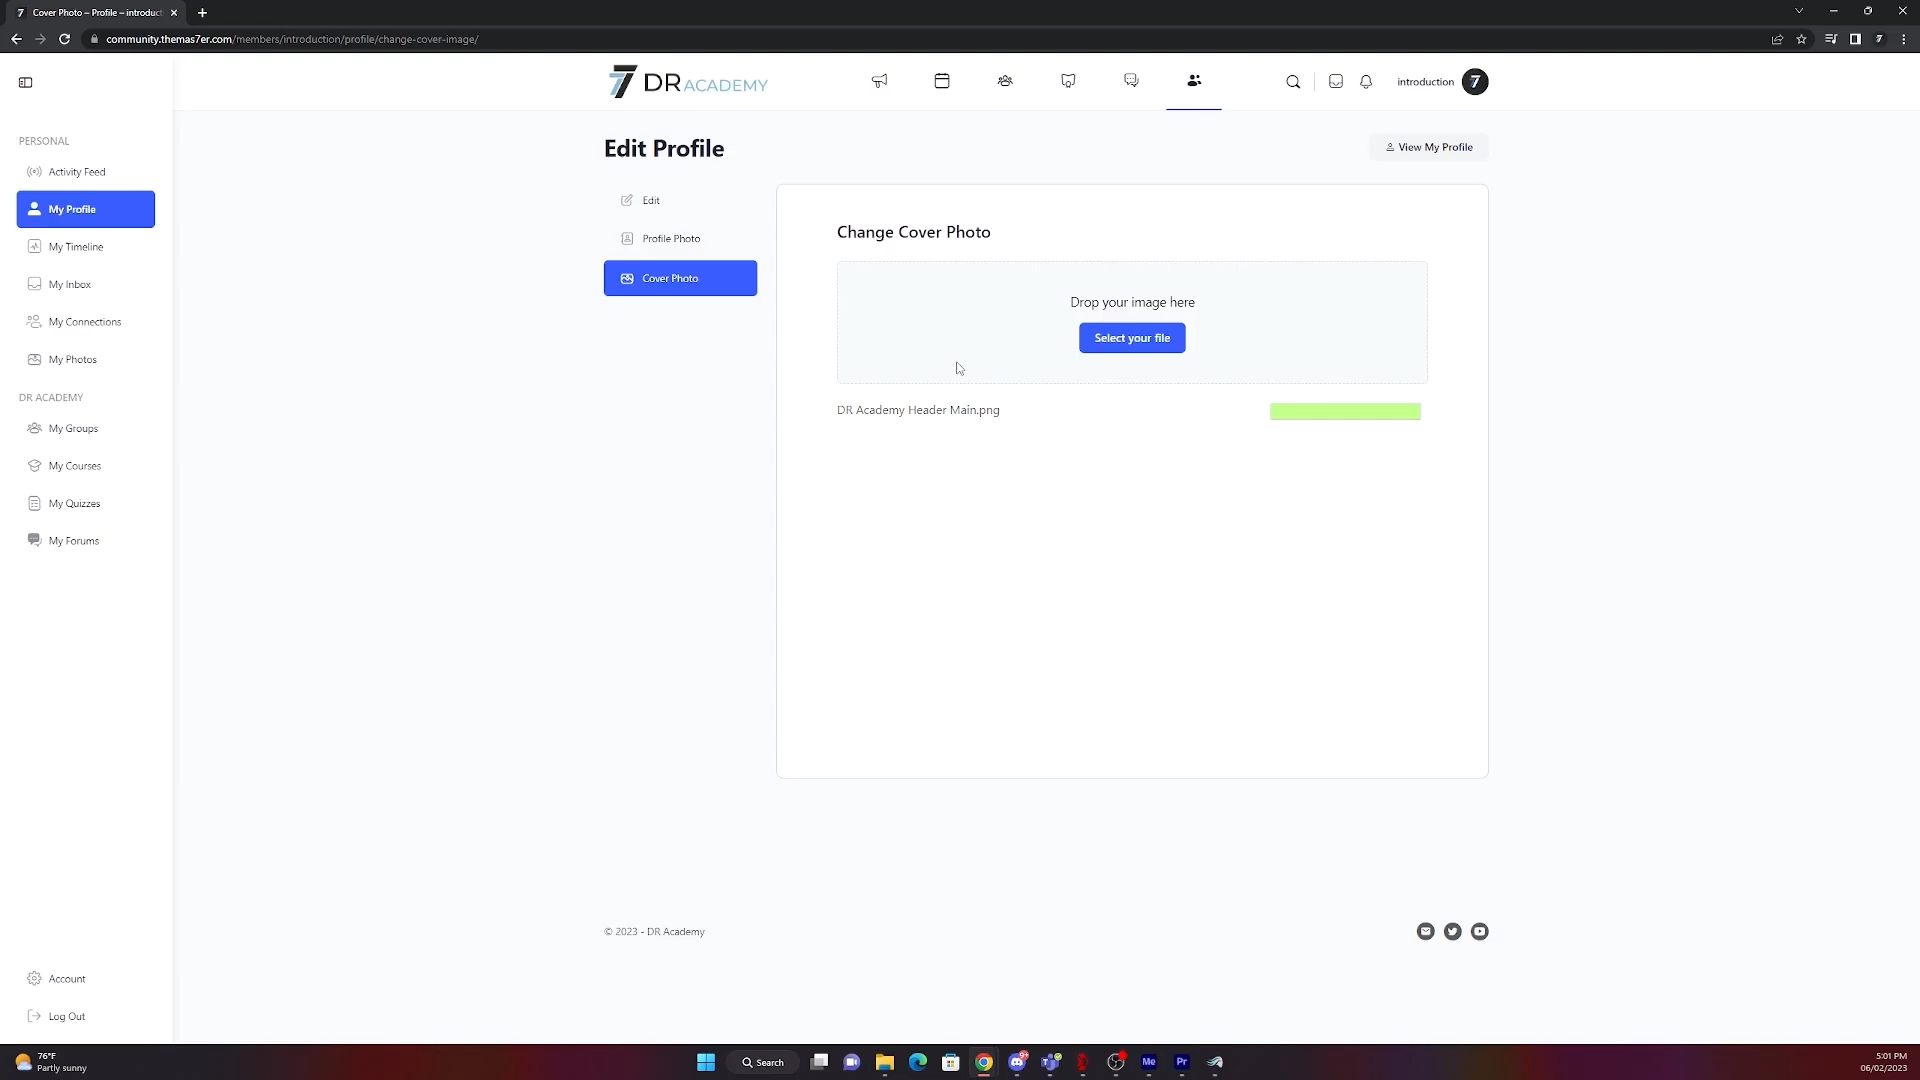 Cover Photo – Profile – introduct
community.themas7er.com/members/introduction/profile/change-cover-image/
7 DR ACADEMY
introduction
PERSONAL
Activity Feed
My Profile
My Timeline
My Inbox
My Connections
My Photos
DR ACADEMY
My Groups
My Courses
My Quizzes
My Forums
Account
Log Out
Edit Profile
View My Profile
Edit
Profile Photo
Cover Photo
Change Cover Photo
Drop your image here
Select your file
DR Academy Header Main.png
© 2023 - DR Academy
76°F
Partly sunny
Search
Me
Pr
5:01 PM
06/02/2023